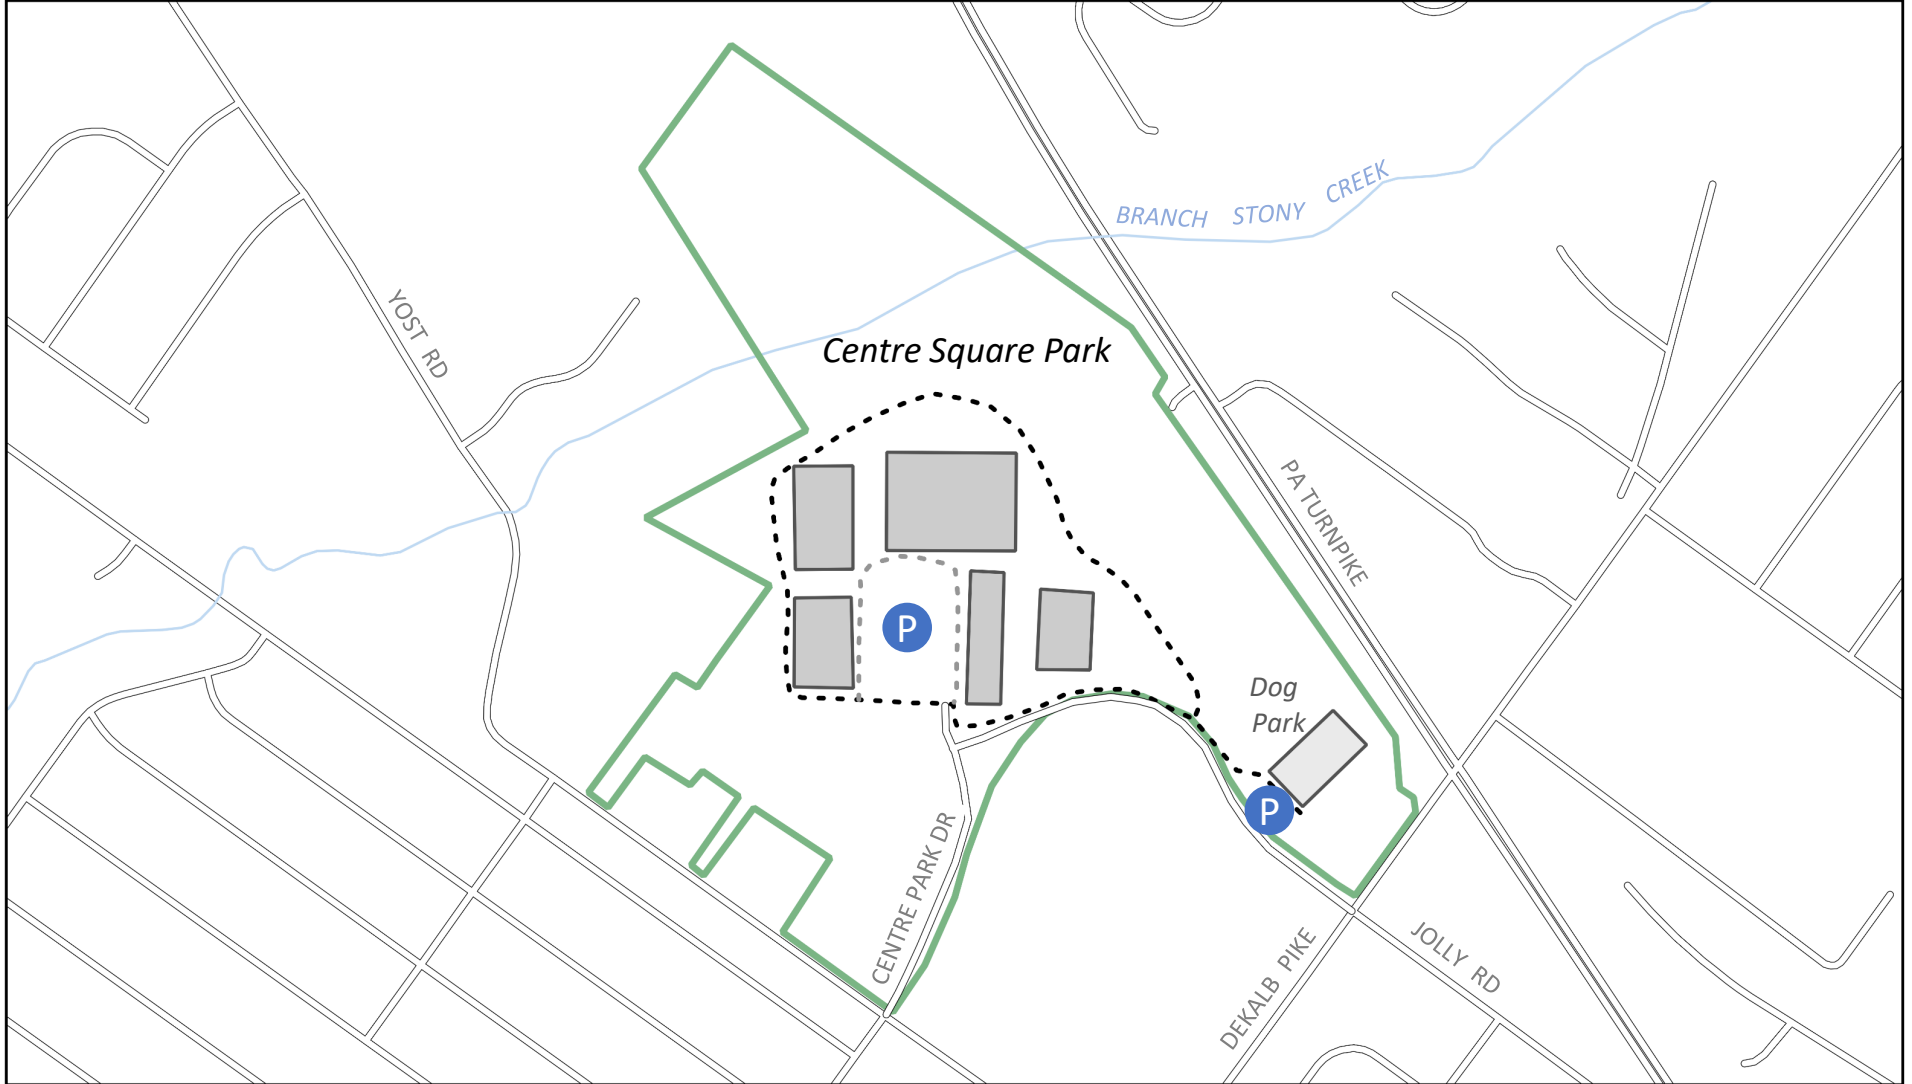 BRANCH STONY CREEK
YOST RD
Centre Square Park
PA TURNPIKE
P
Dog
Park
P
CENTRE PARK DR
DEKALB PIKE
JOLLY RD